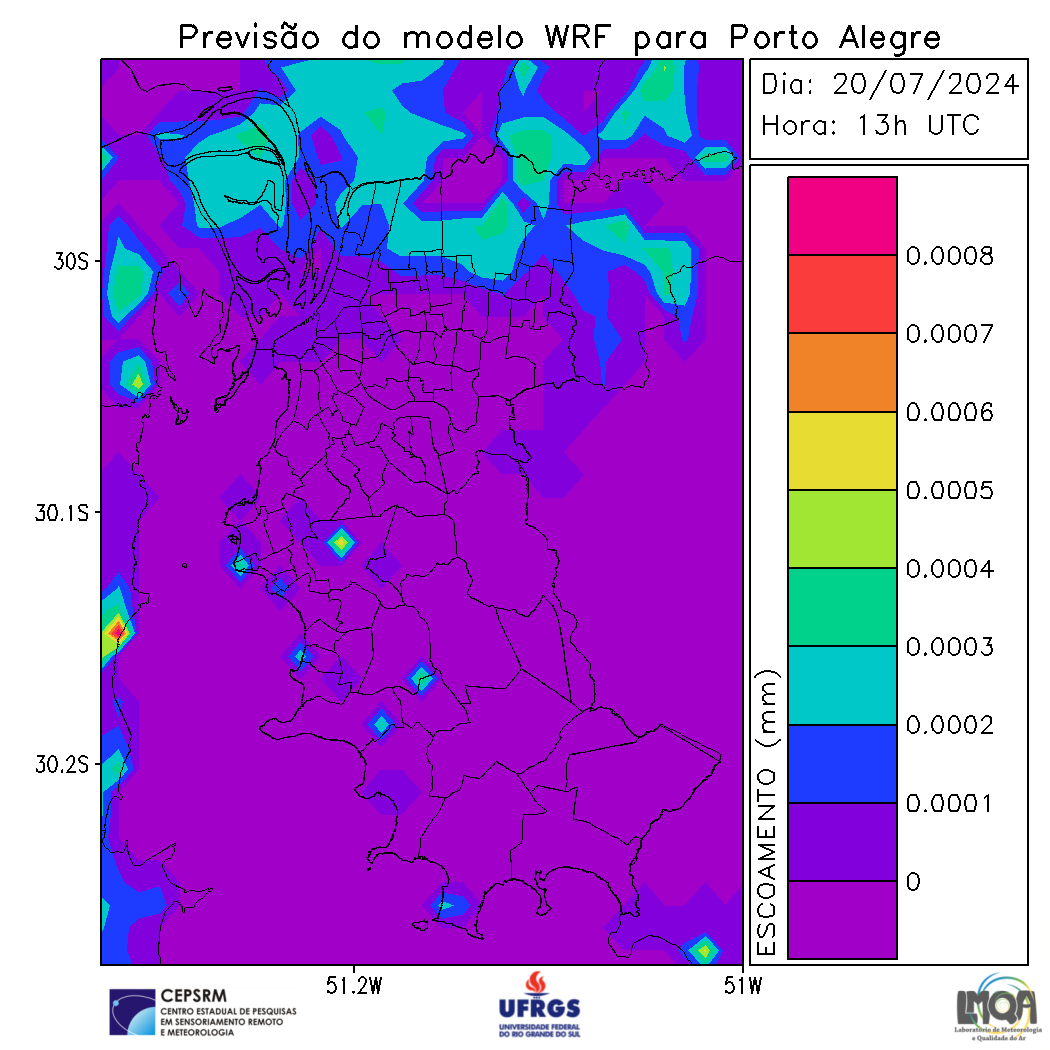 Previsão do modelo WRF para Porto Alegre
Dia: 20/07/2024
Hora: 13h UTC
30S
30.1S
30.2S
51.2W
51W
ESCOAMENTO (mm)
0.0008
0.0007
0.0006
0.0005
0.0004
0.0003
0.0002
0.0001
0
CEPSRM
CENTRO ESTADUAL DE PESQUISAS
EM SENSORIAMENTO REMOTO
E METEOROLOGIA
UFRGS
UNIVERSIDADE FEDERAL
DO RIO GRANDE DO SUL
LMQA
Laboratório de Meteorologia
e Qualidade do Ar